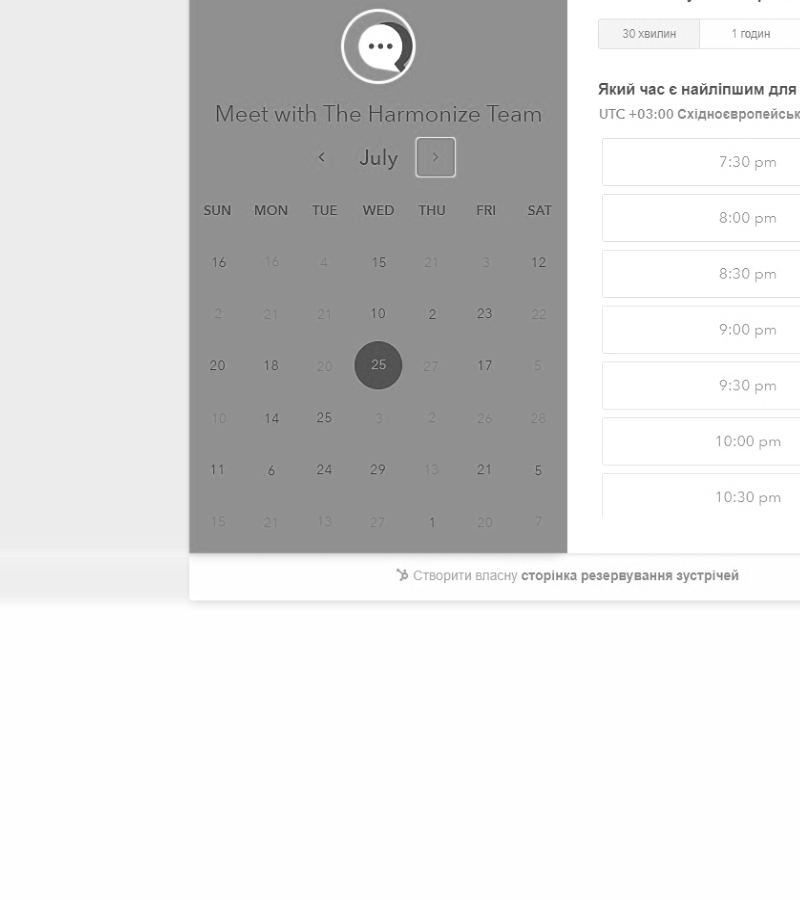 Meet with The Harmonize Team
July
SUN MON TUE WED THU FRI SAT
16 16 4 15 21 3 12
2 21 21 10 2 23 22
20 18 20 25 27 17 5
10 14 25 3 2 26 28
11 6 24 29 13 21 5
15 21 13 27 1 20 7
30 хвилин 1 годин
Який час є найліпшим для
UTC +03:00 Східноєвропейськ
7:30 pm
8:00 pm
8:30 pm
9:00 pm
9:30 pm
10:00 pm
10:30 pm
Створити власну сторінка резервування зустрічей